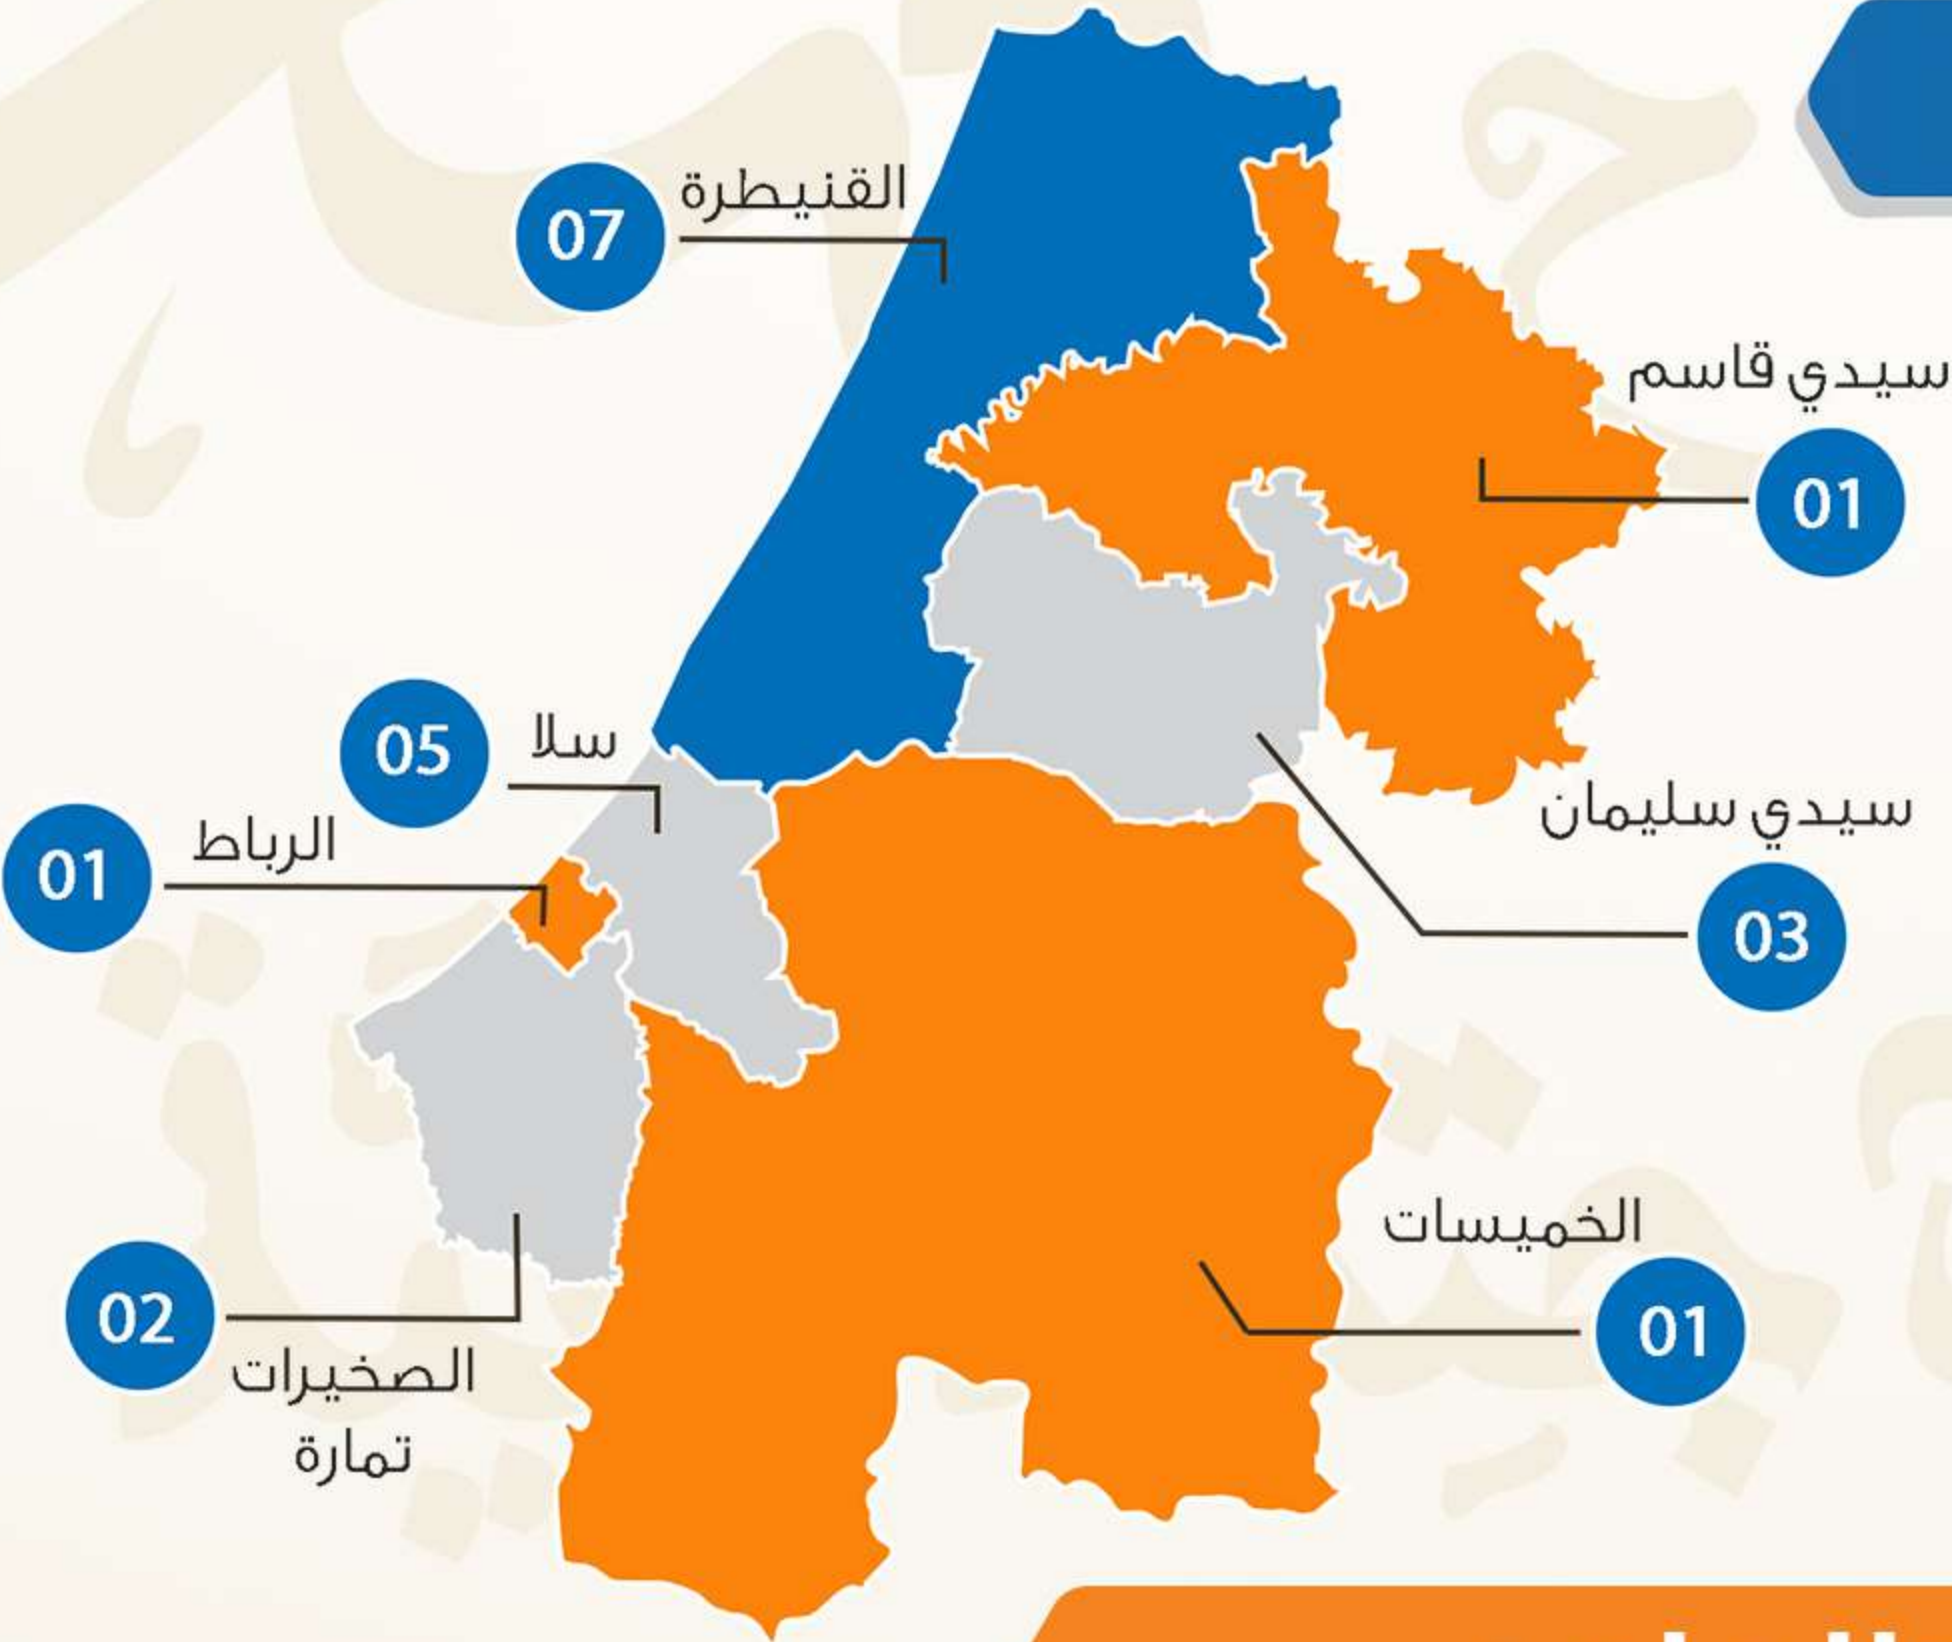 القنيطرة
07
سيدي قاسم
01
سلا
05
الرباط
01
سيدي سليمان
03
الخميسات
01
02
الصخيرات
تمارة